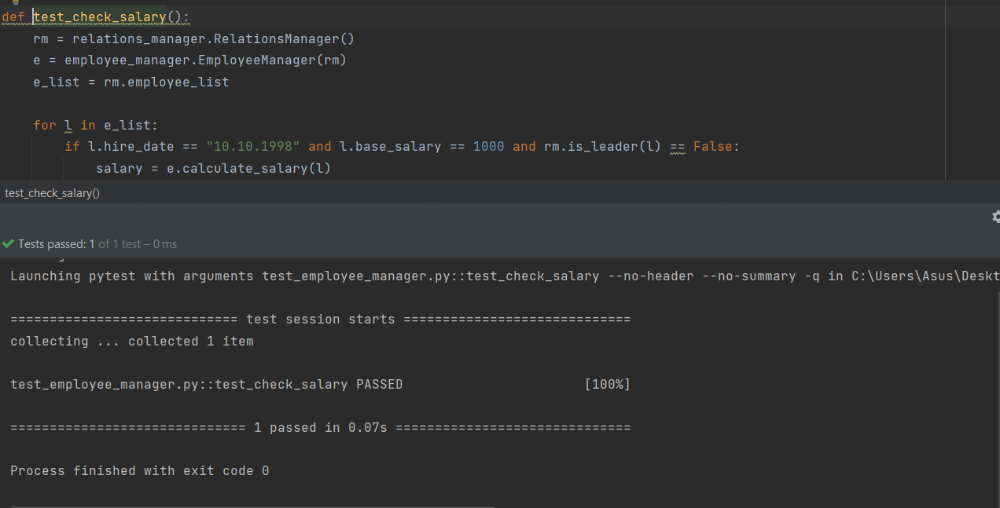 def test_check_salary():
    rm = relations_manager.RelationsManager()
    e = employee_manager.EmployeeManager(rm)
    e_list = rm.employee_list
    for l in e_list:
        if l.hire_date == "10.10.1998" and l.base_salary == 1000 and rm.is_leader(l) == False:
            salary = e.calculate_salary(l)
test_check_salary()
Tests passed: 1 of 1 test – 0 ms
Launching pytest with arguments test_employee_manager.py::test_check_salary --no-header --no-summary -q in C:\Users\Asus\Deskt
============================= test session starts =============================
collecting ... collected 1 item
test_employee_manager.py::test_check_salary PASSED                       [100%]
============================== 1 passed in 0.07s ==============================
Process finished with exit code 0